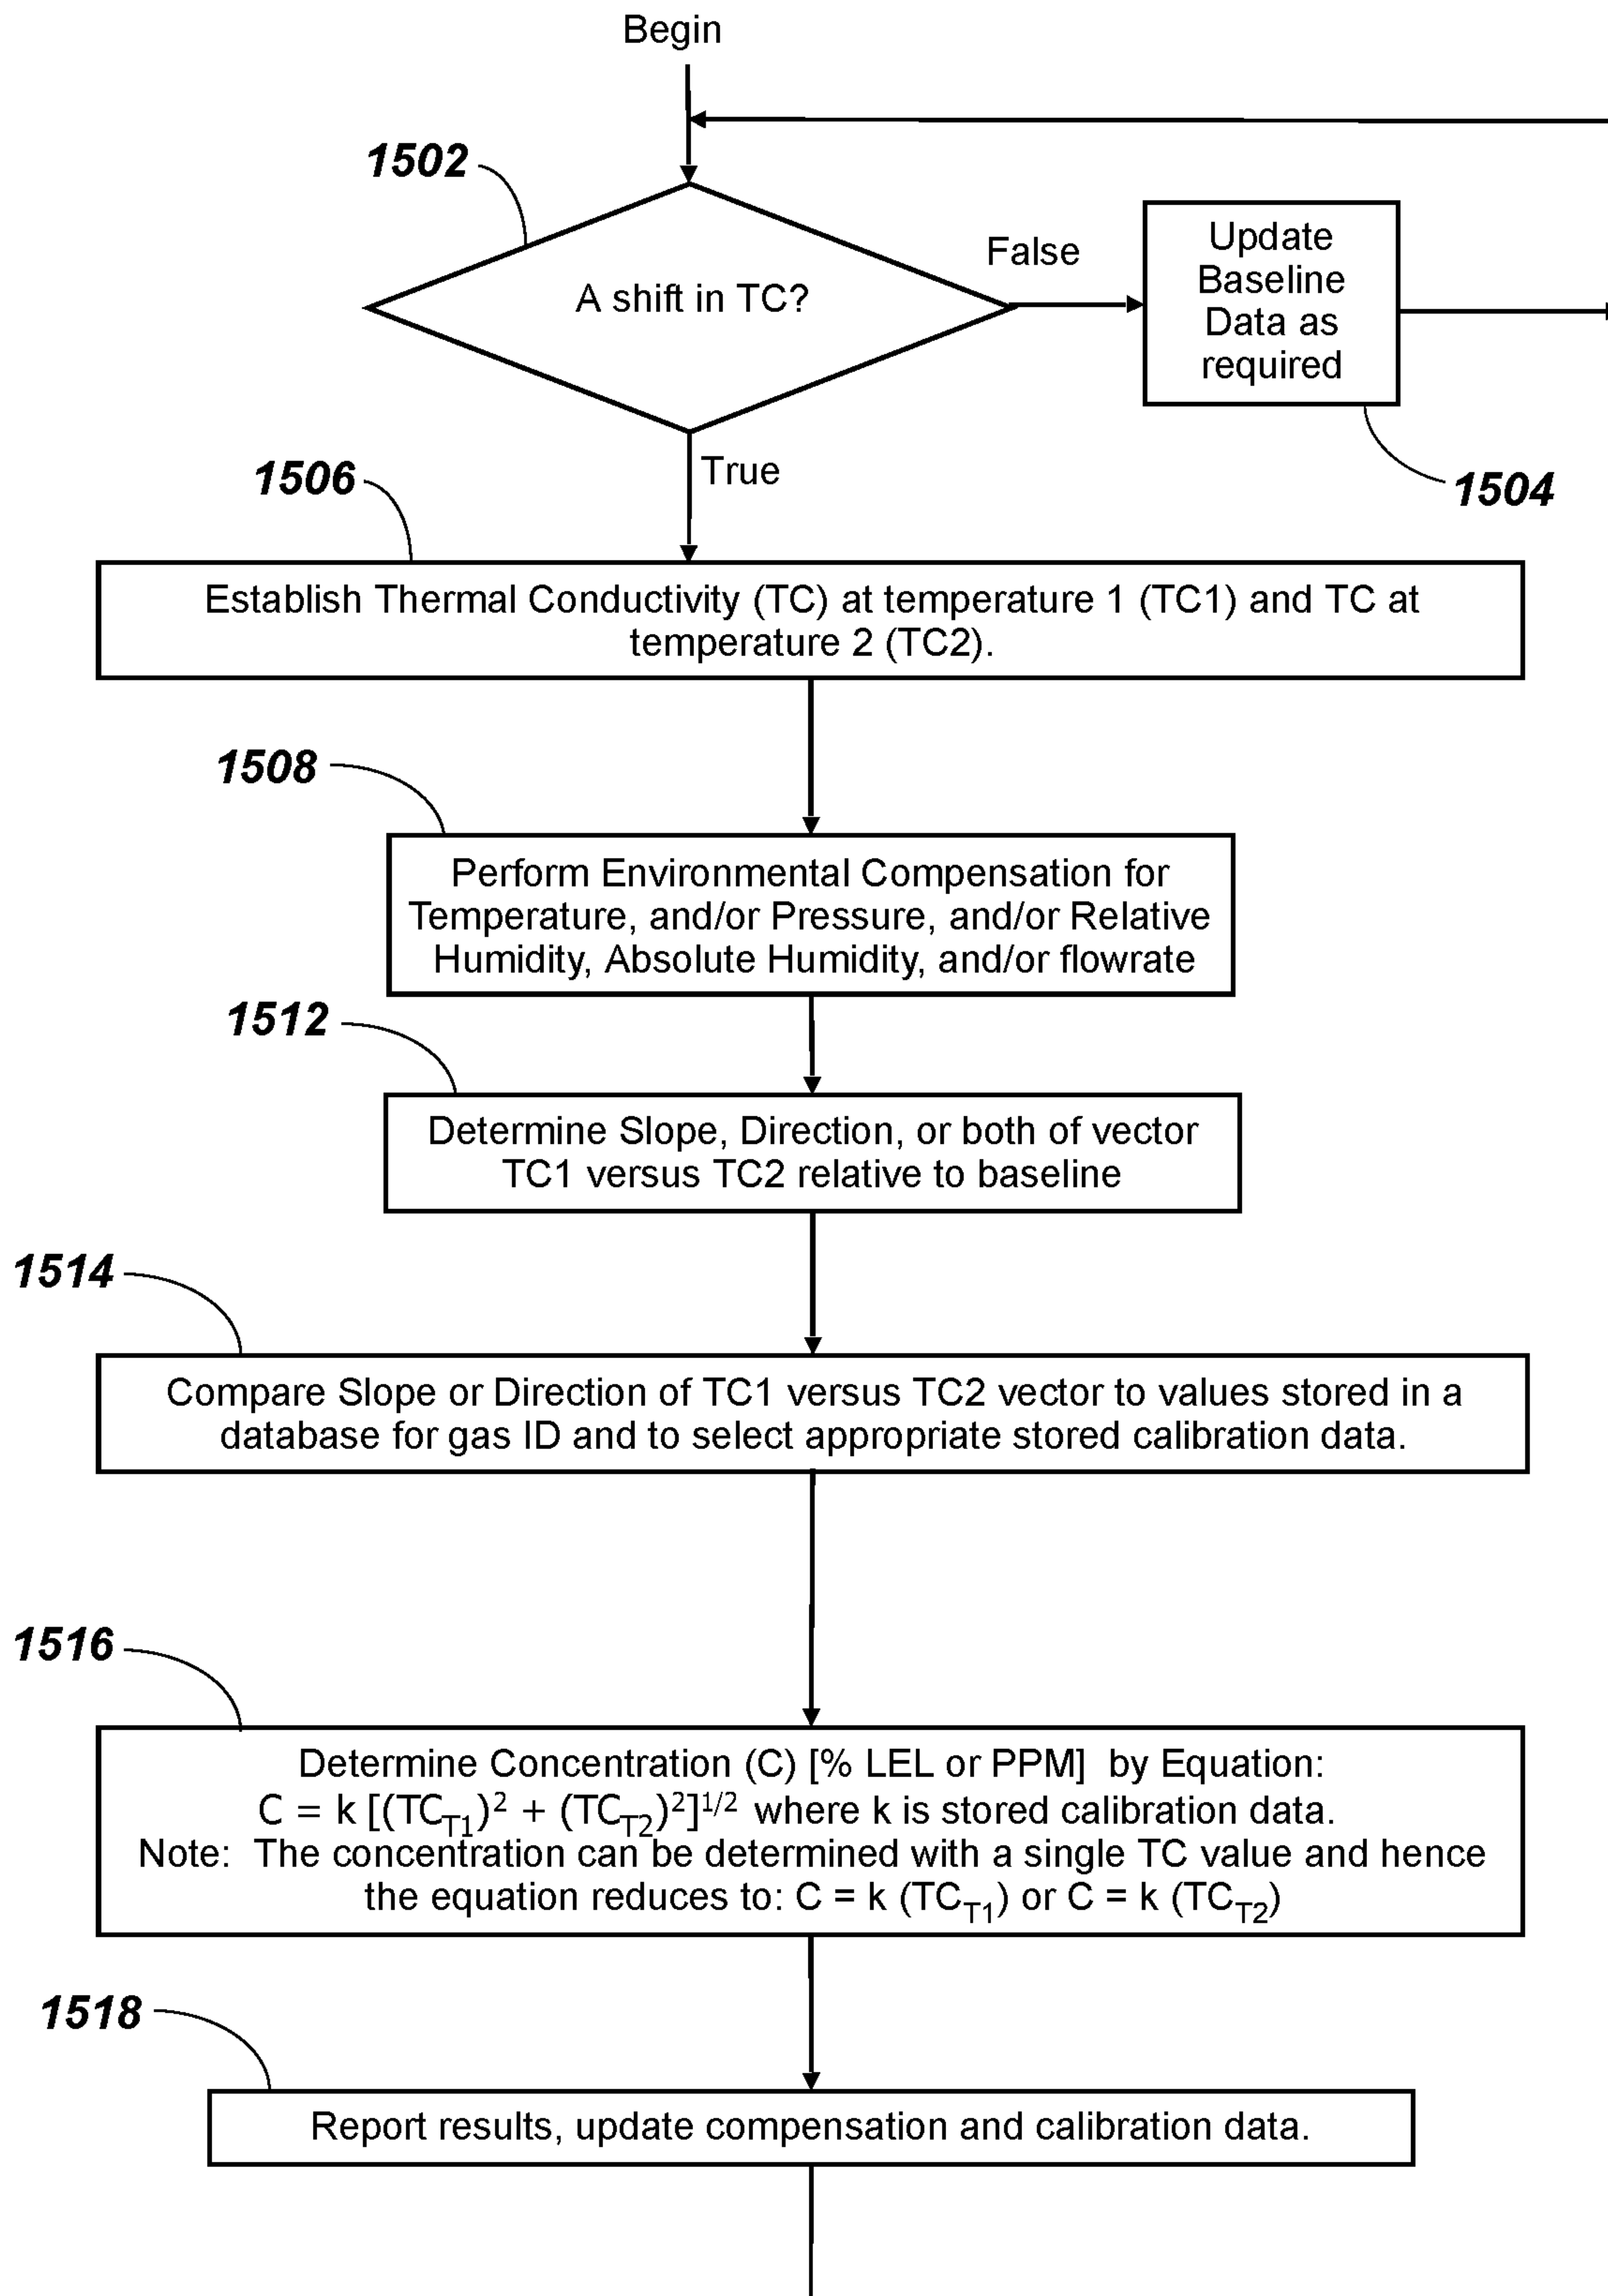 Begin
1502
A shift in TC?
False
Update
Baseline
Data as
required
1504
True
1506
Establish Thermal Conductivity (TC) at temperature 1 (TC1) and TC at
temperature 2 (TC2).
1508
Perform Environmental Compensation for
Temperature, and/or Pressure, and/or Relative
Humidity, Absolute Humidity, and/or flowrate
1512
Determine Slope, Direction, or both of vector
TC1 versus TC2 relative to baseline
1514
Compare Slope or Direction of TC1 versus TC2 vector to values stored in a
database for gas ID and to select appropriate stored calibration data.
1516
Determine Concentration (C) [% LEL or PPM] by Equation:
C = k [(TC_T1)² + (TC_T2)²]^1/2 where k is stored calibration data.
Note: The concentration can be determined with a single TC value and hence
the equation reduces to: C = k (TC_T1) or C = k (TC_T2)
1518
Report results, update compensation and calibration data.